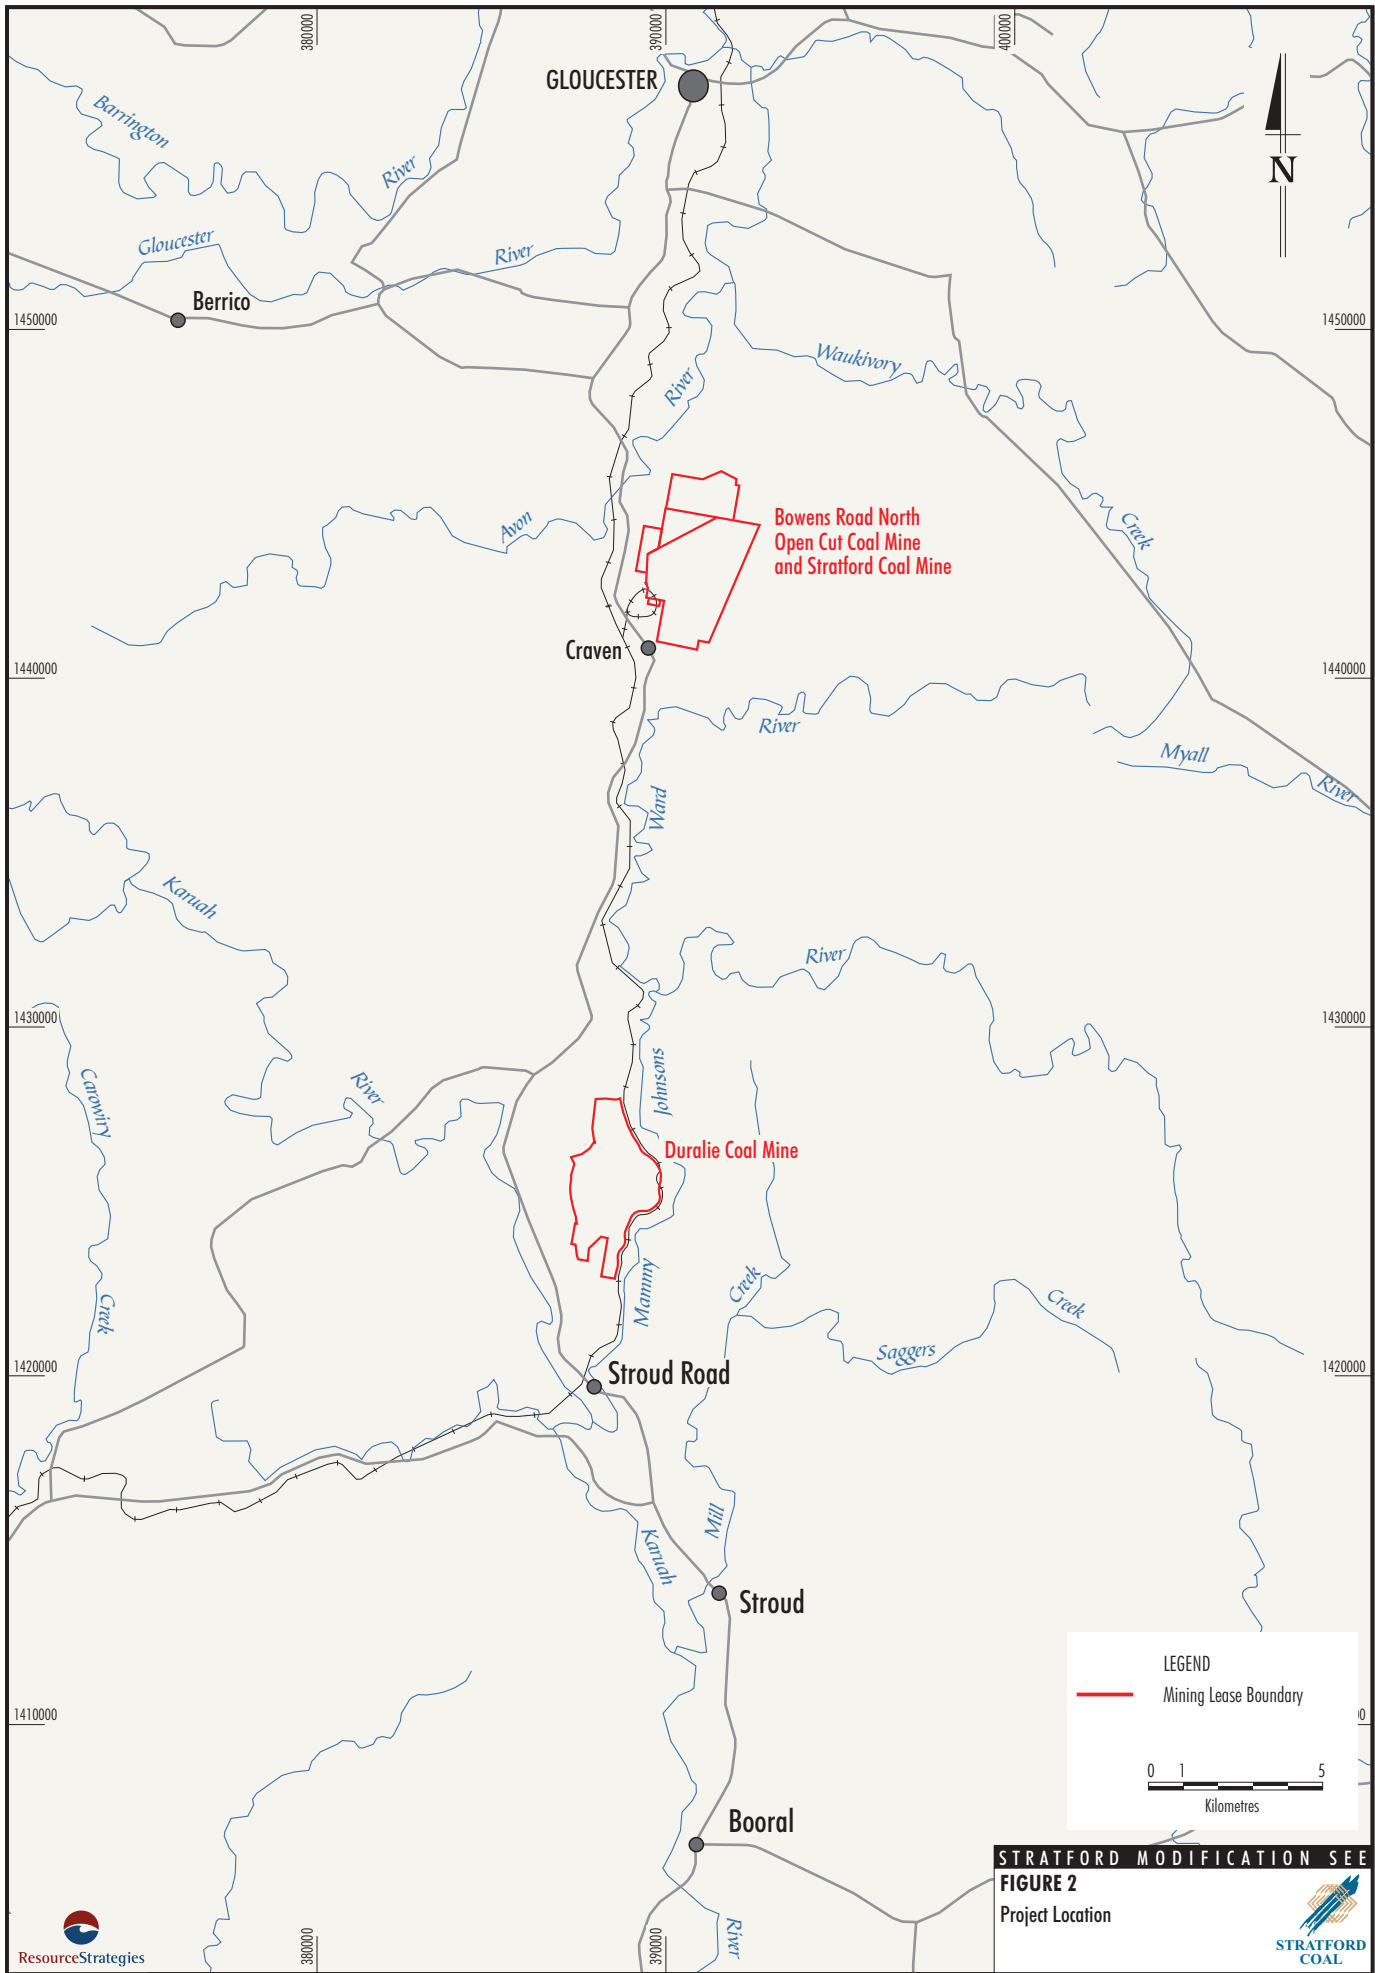 380000
390000
400000
GLOUCESTER
Barrington
River
N
Gloucester
River
Berrico
1450000
1450000
Waukivory
River
Avon
Bowens Road North
Open Cut Coal Mine
and Stratford Coal Mine
Creek
Craven
1440000
1440000
River
Myall
River
Ward
Karuah
River
1430000
1430000
Carowiry
River
Johnsons
Duralie Coal Mine
Mammy
Creek
Creek
Creek
Saggers
1420000
1420000
Stroud Road
Mill
Karuah
Stroud
LEGEND
Mining Lease Boundary
1410000
0 1 5
Kilometres
Booral
STRATFORD MODIFICATION SEE
FIGURE 2
Project Location
STRATFORD
COAL
River
380000
390000
ResourceStrategies